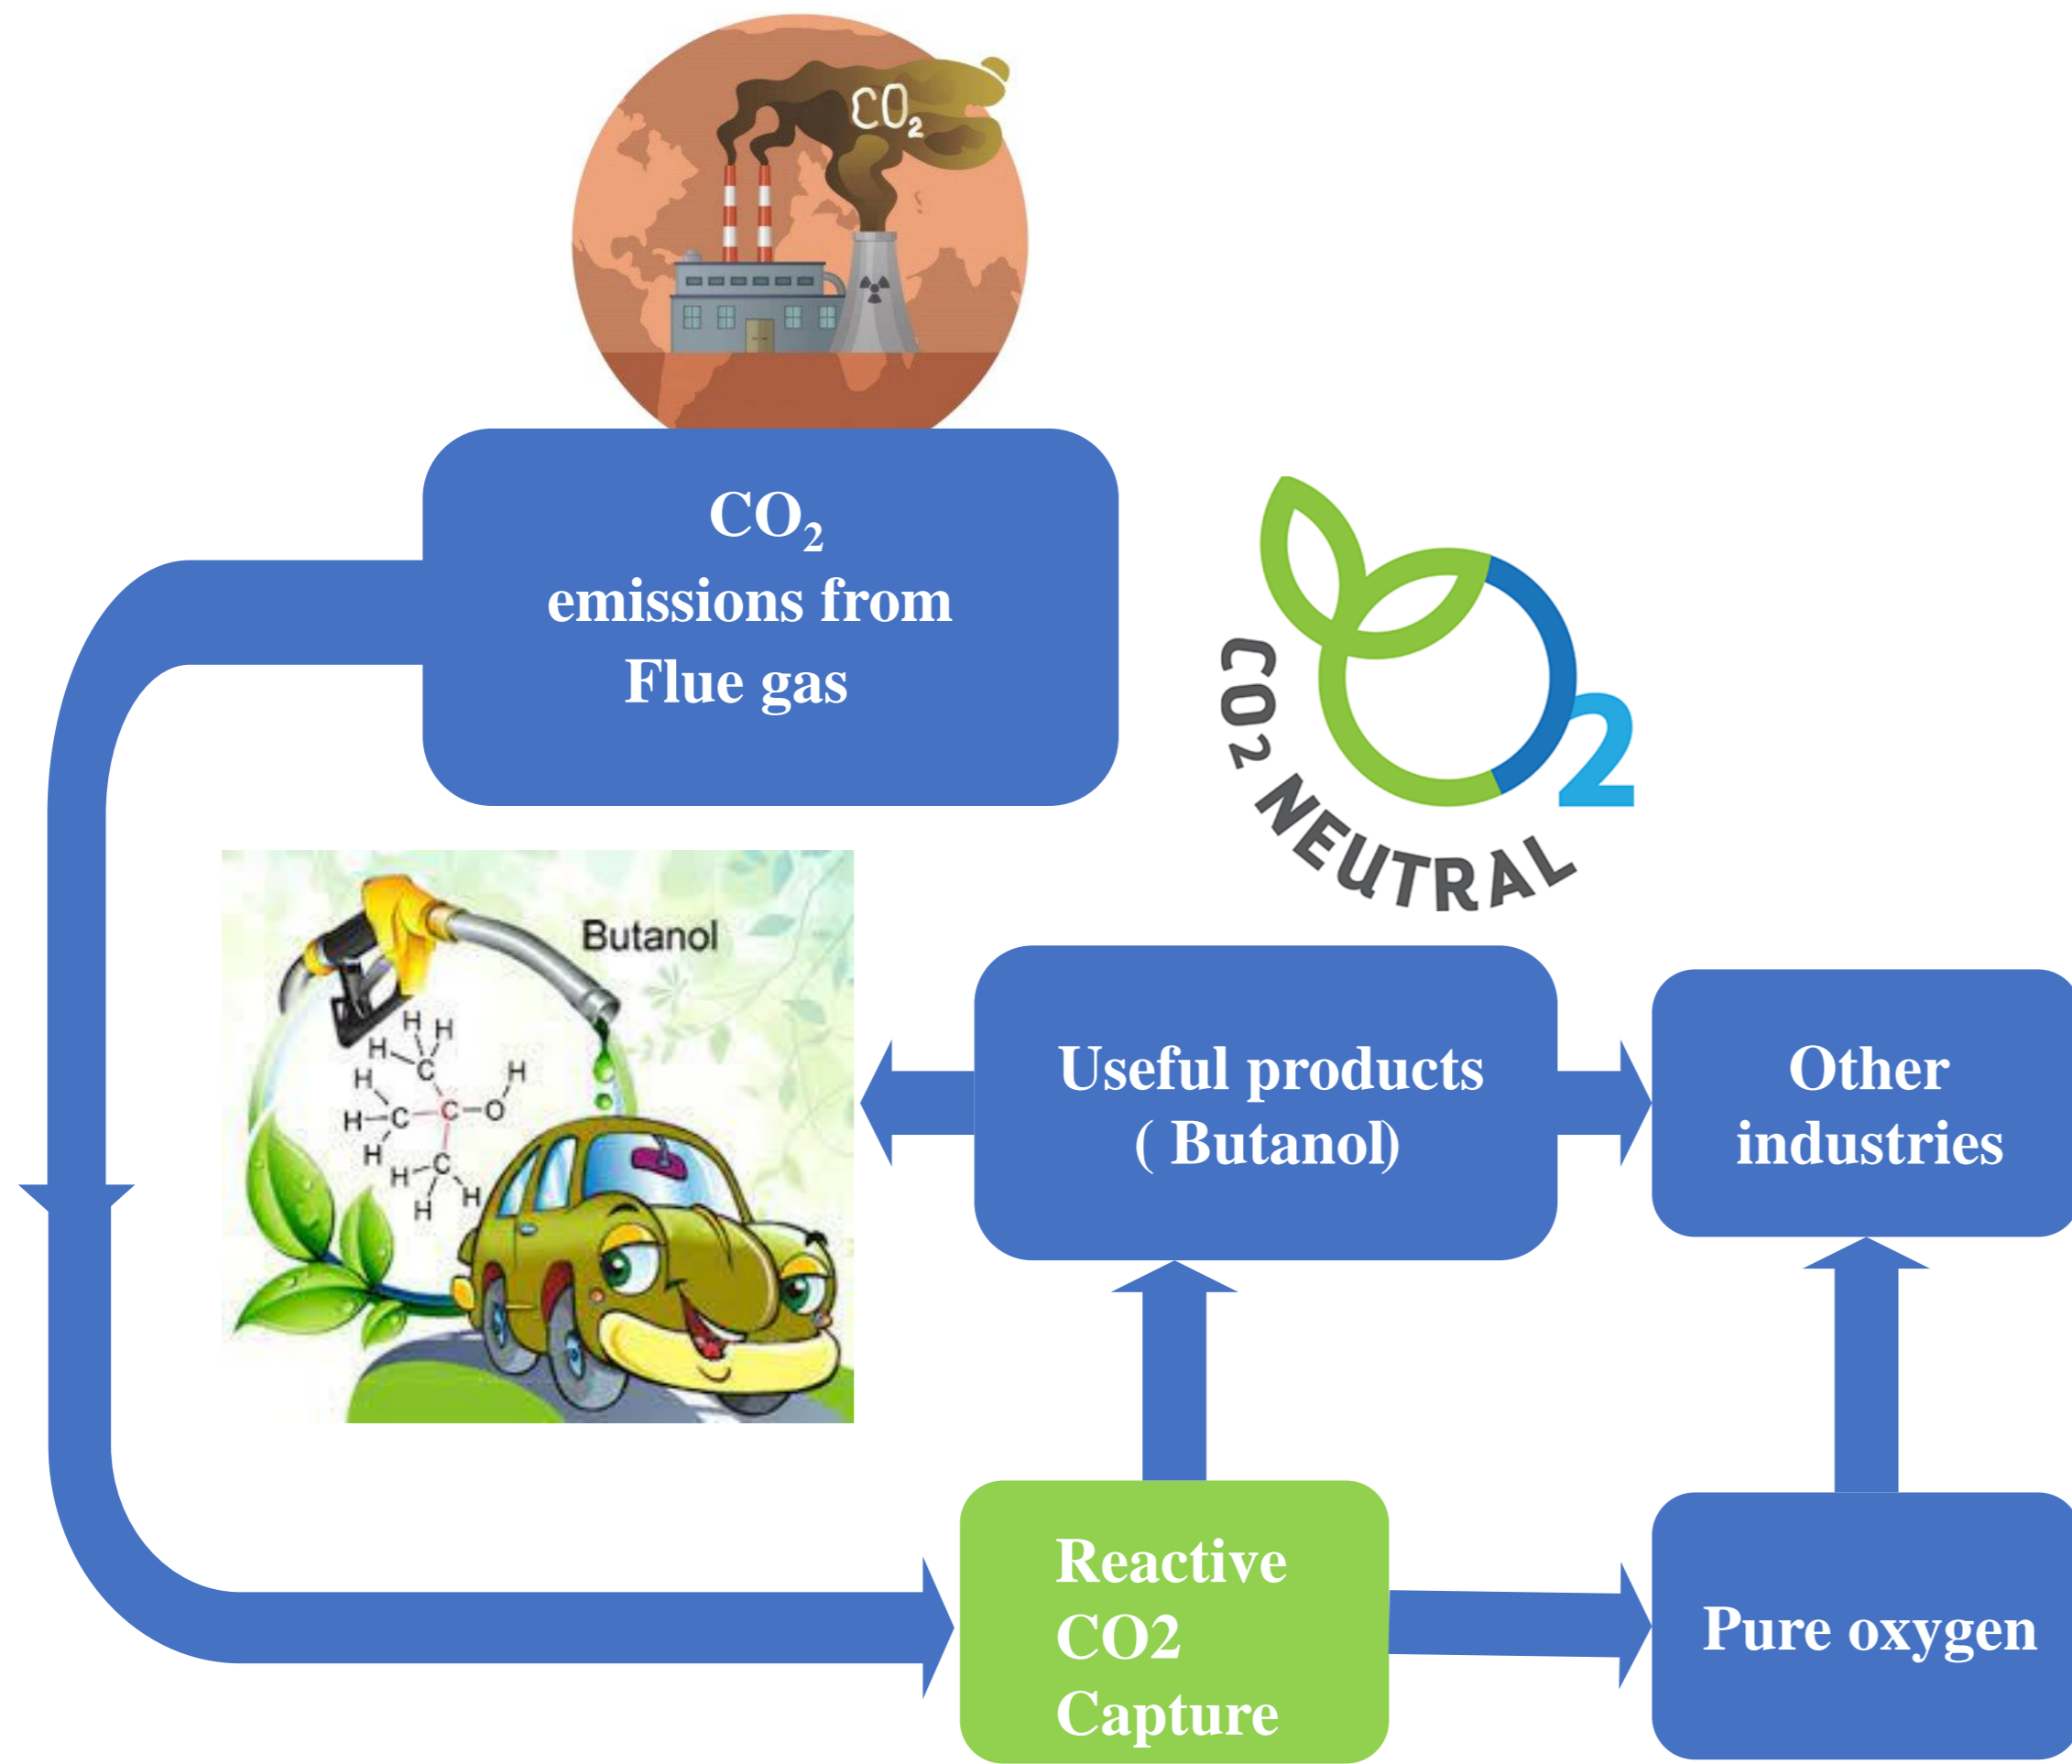 CO₂
CO₂
emissions from
Flue gas
2
CO₂ NEUTRAL
Butanol
H H
H C
H H
H C C O
H
H C
H H
Useful products
( Butanol)
Other
industries
Reactive
CO2
Capture
Pure oxygen